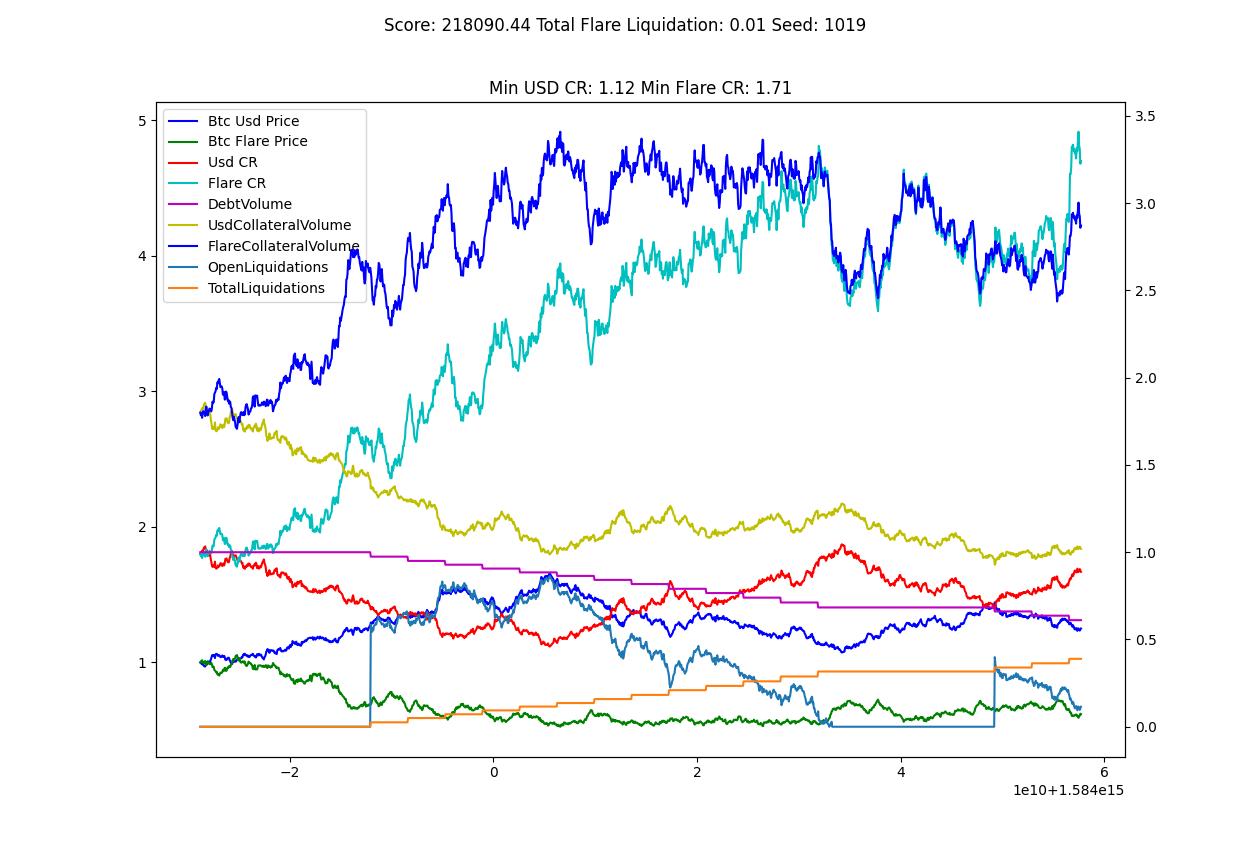 Score: 218090.44 Total Flare Liquidation: 0.01 Seed: 1019
Min USD CR: 1.12 Min Flare CR: 1.71
Btc Usd Price
Btc Flare Price
Usd CR
Flare CR
DebtVolume
UsdCollateralVolume
FlareCollateralVolume
OpenLiquidations
TotalLiquidations
5
4
3
2
1
3.5
3.0
2.5
2.0
1.5
1.0
0.5
0.0
−2 0 2 4 6
1e10+1.584e15